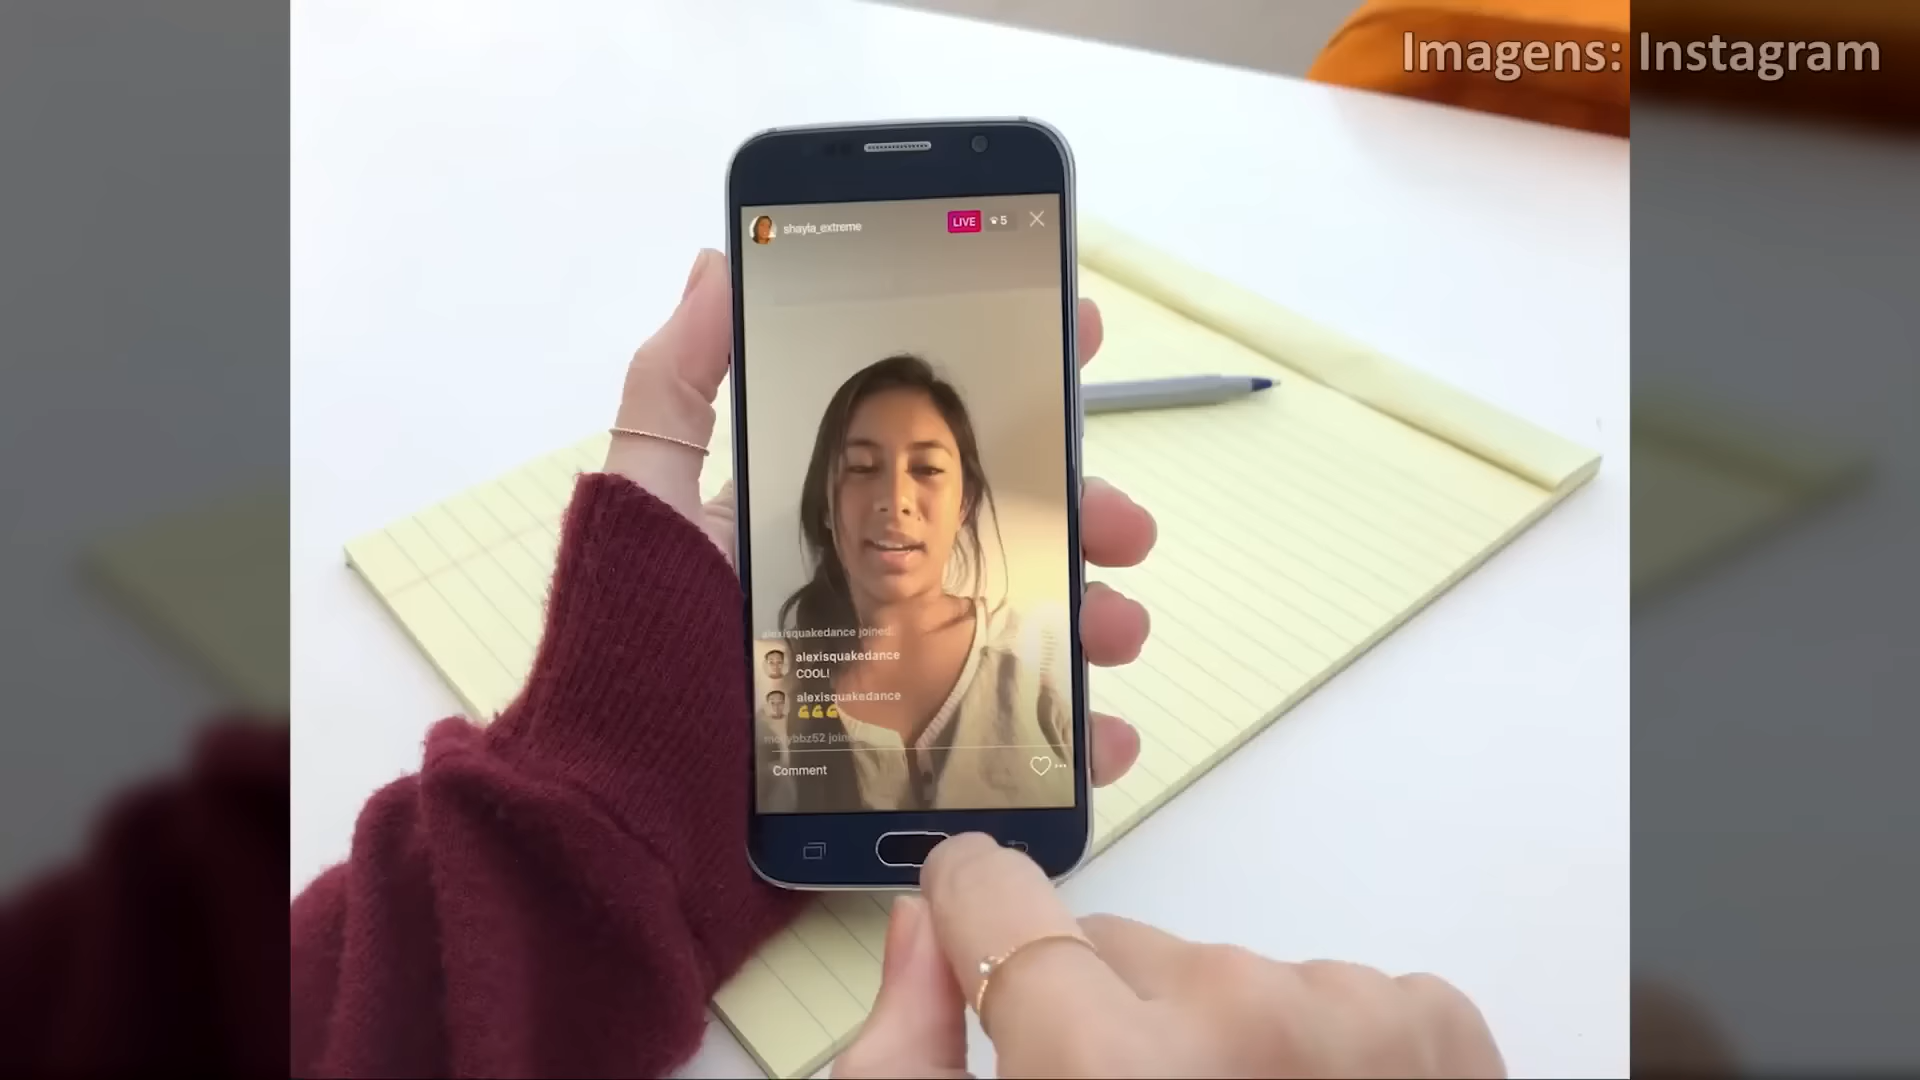 Imagens: Instagram
shayla_extreme
LIVE
5
alexisquakedance joined.
alexisquakedance
COOL!
alexisquakedance
Comment